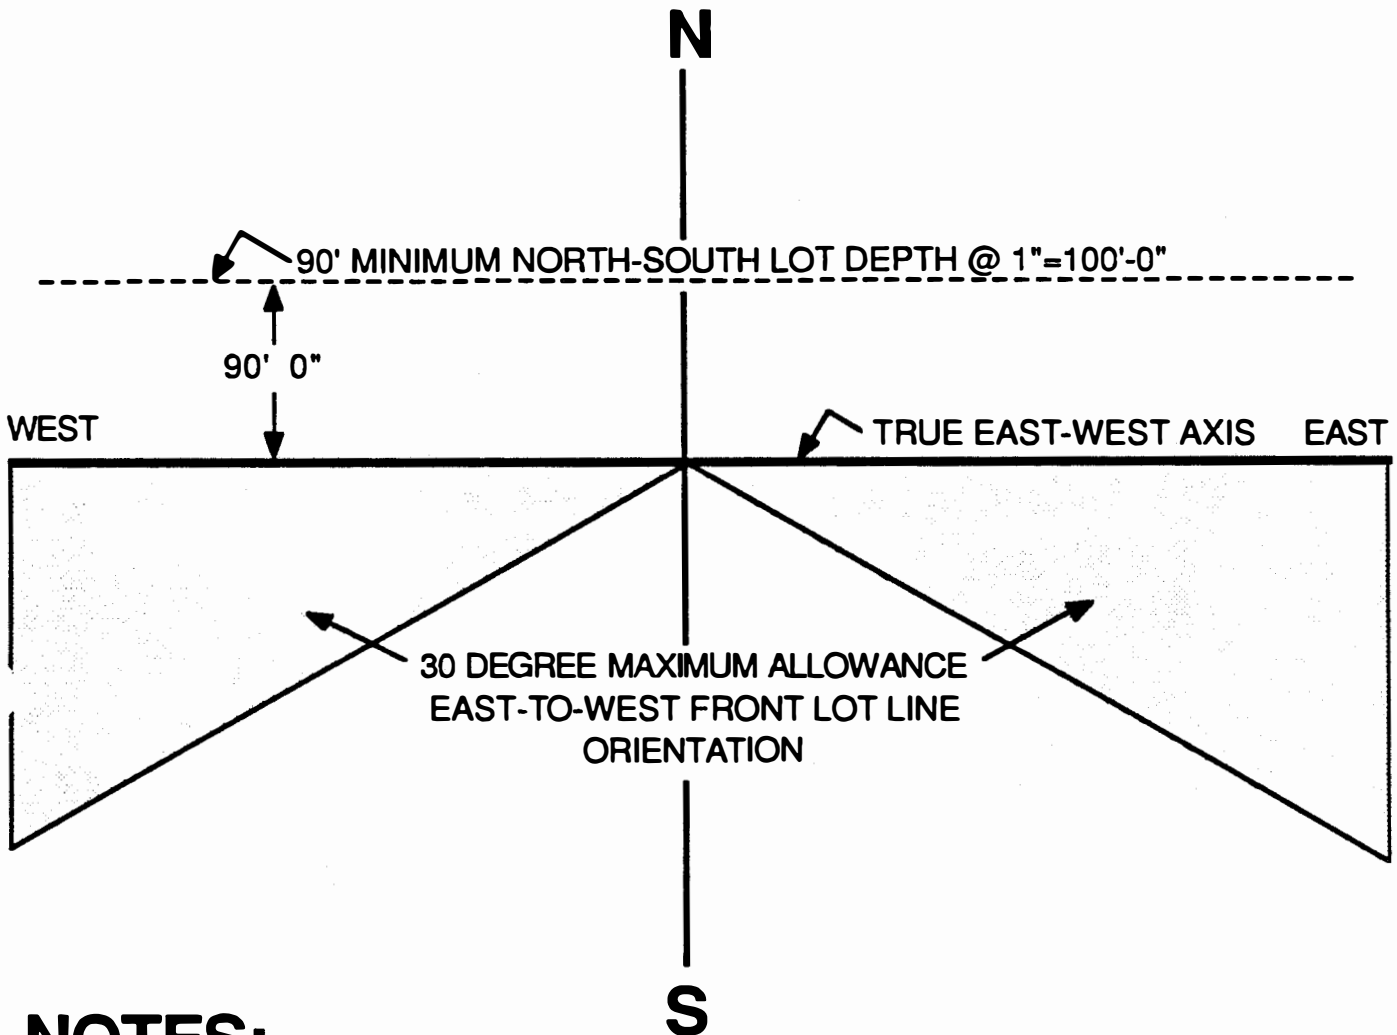 N
90' MINIMUM NORTH-SOUTH LOT DEPTH @ 1"=100'-0"
90' 0"
WEST
TRUE EAST-WEST AXIS
EAST
30 DEGREE MAXIMUM ALLOWANCE
EAST-TO-WEST FRONT LOT LINE
ORIENTATION
S
NOTES: